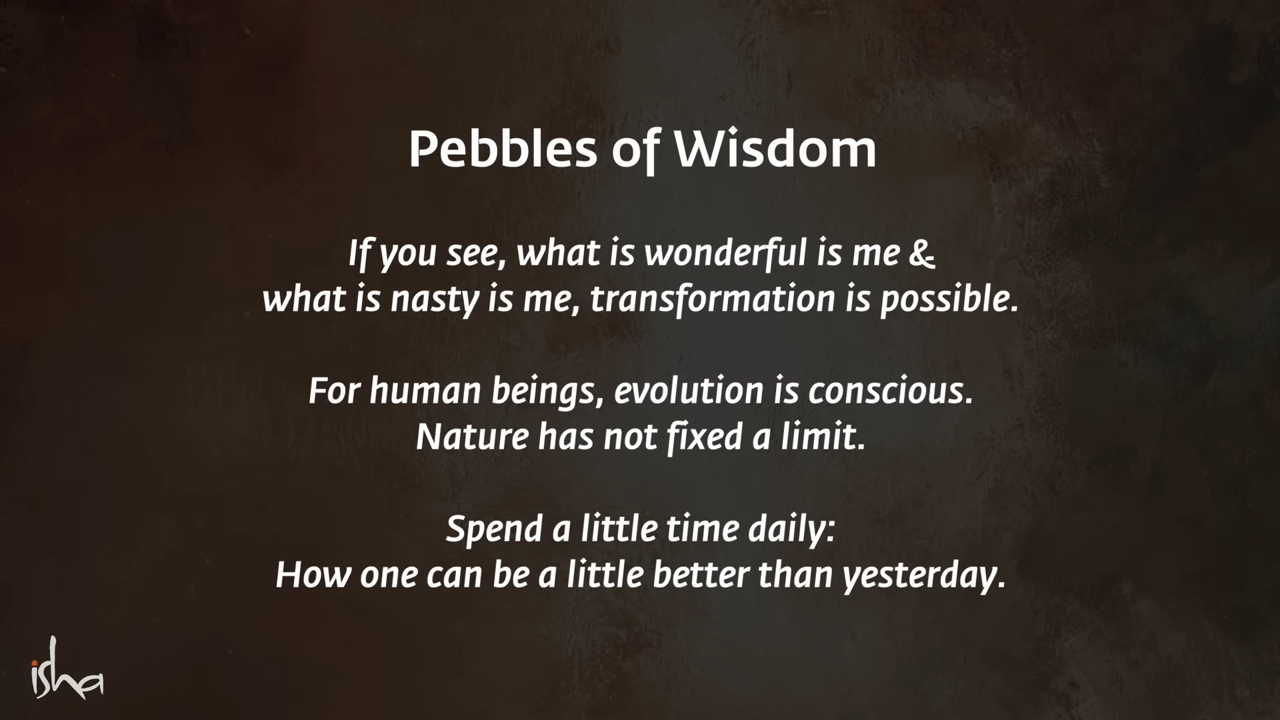 Pebbles of Wisdom
If you see, what is wonderful is me &
what is nasty is me, transformation is possible.
For human beings, evolution is conscious.
Nature has not fixed a limit.
Spend a little time daily:
How one can be a little better than yesterday.
isha